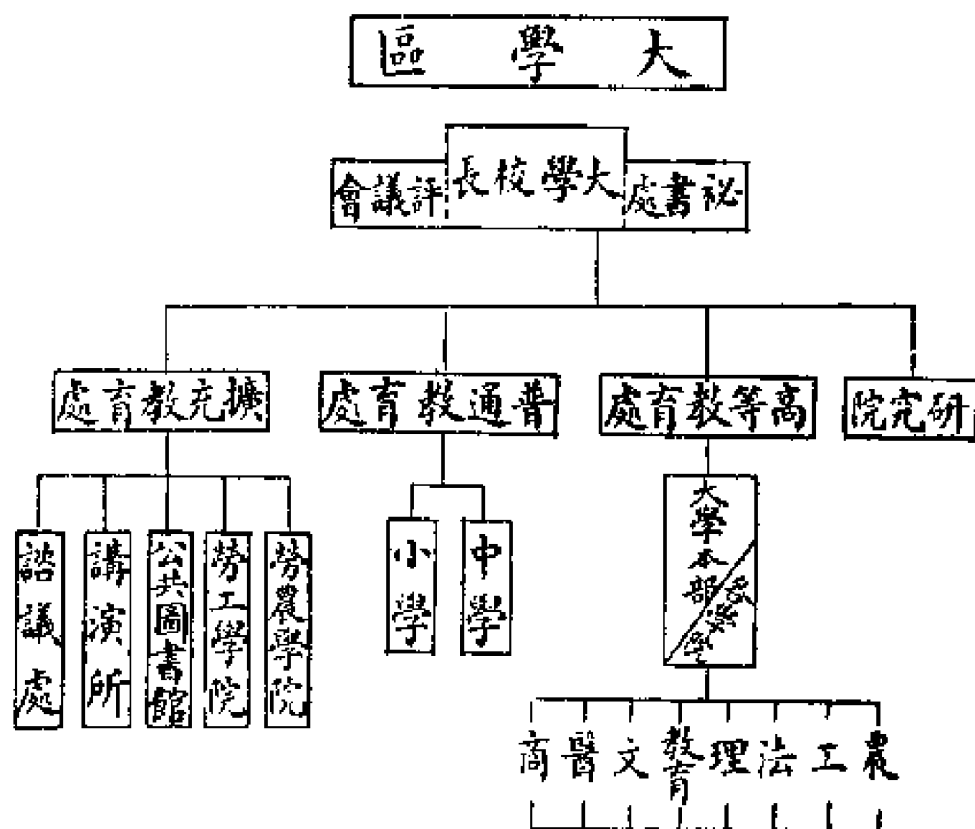 大學區
祕書處
大學校長
評議會
研究院
高等教育處
普通教育處
擴充教育處
大學本部
中學
小學
勞農學院
勞工學院
公共圖書館
講演所
諮議處
農
工
法
理
教育
文
醫
商